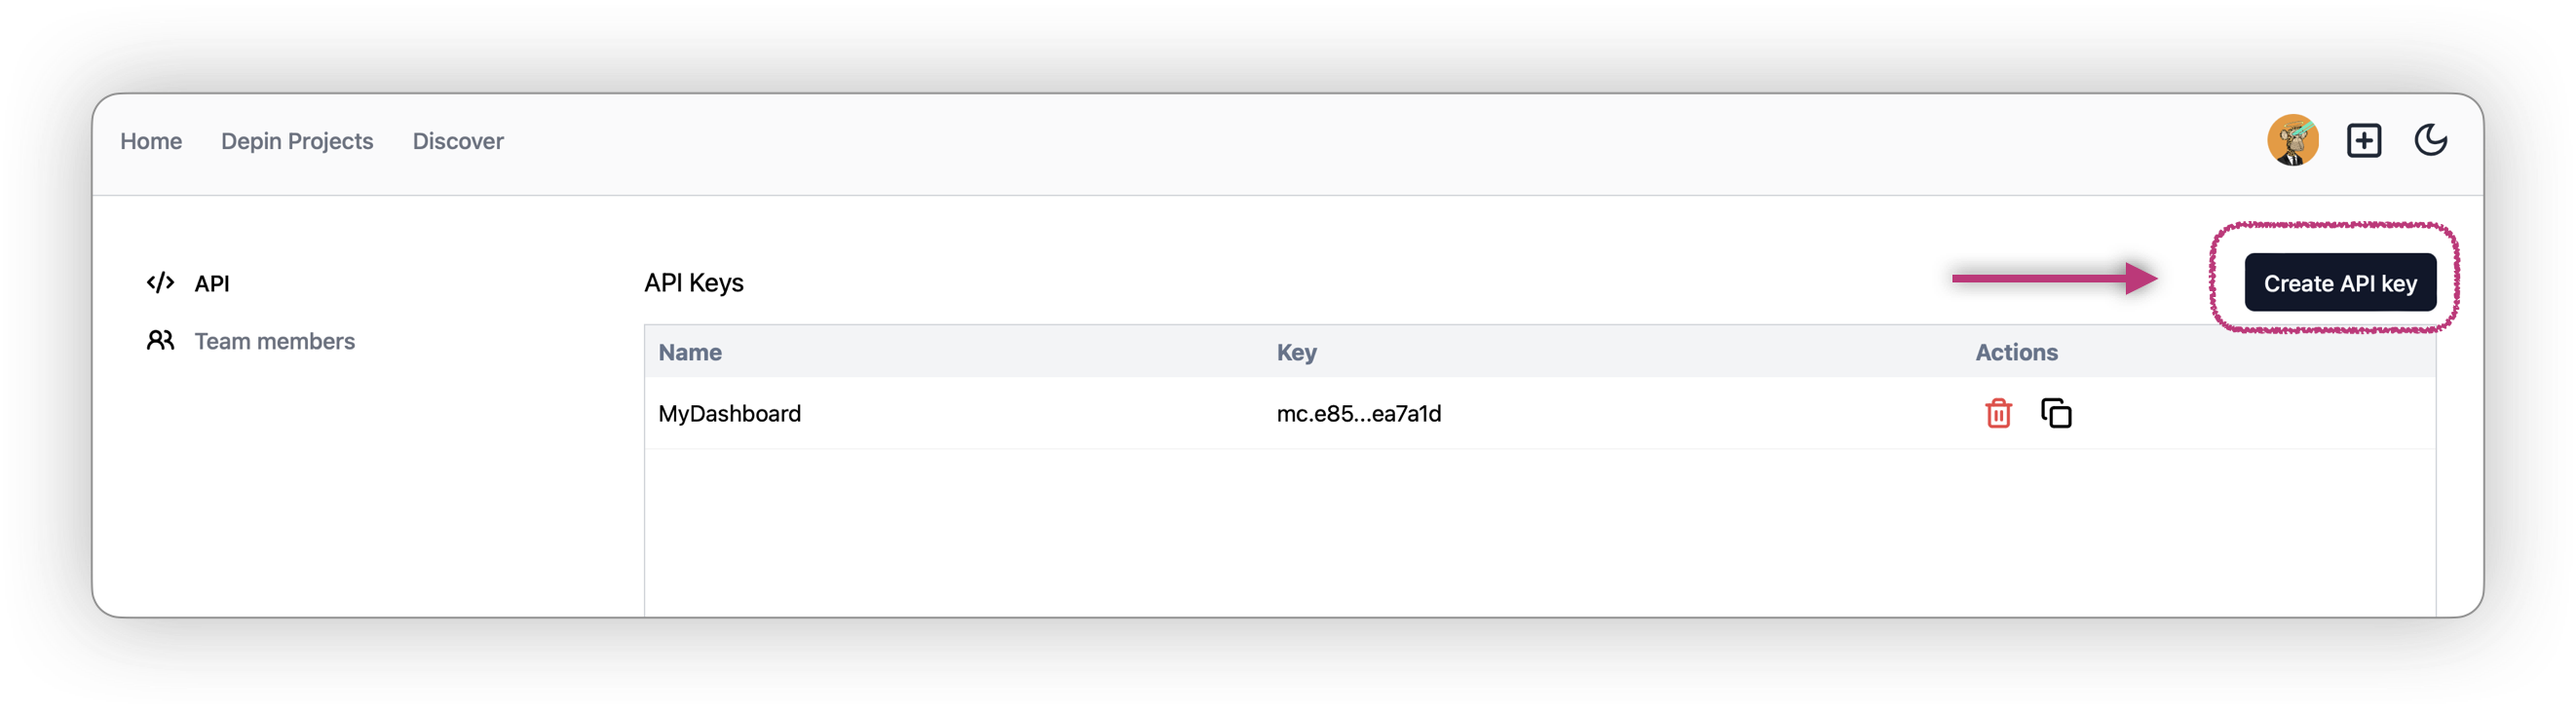 Home Depin Projects Discover
API
Team members
API Keys
Create API key
Name Key Actions
MyDashboard mc.e85...ea7a1d